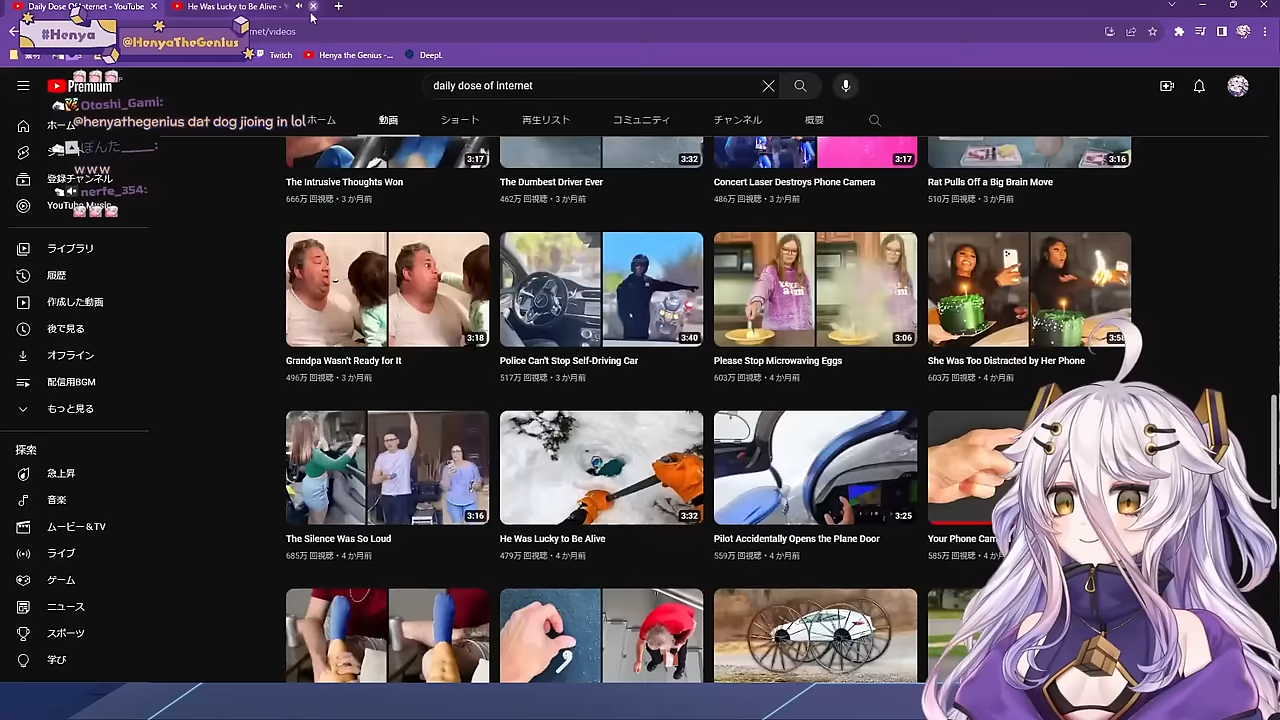 Daily Dose Of Internet - YouTube
He Was Lucky to Be Alive - Y
#Henya
@HenyaTheGenius
net/videos
Twitch
Henya the Genius -...
DeepL
Premium
daily dose of internet
Otoshi_Gami:
@henyathegenius dat dog jioing in lol
ぽんた____:
www
nerfe_354:
ホーム
登録チャンネル
YouTube Music
ライブラリ
履歴
作成した動画
後で見る
オフライン
配信用BGM
もっと見る
探索
急上昇
音楽
ムービー&TV
ライブ
ゲーム
ニュース
スポーツ
学び
ホーム
動画
ショート
再生リスト
コミュニティ
チャンネル
概要
3:17
3:32
3:17
3:16
The Intrusive Thoughts Won
The Dumbest Driver Ever
Concert Laser Destroys Phone Camera
Rat Pulls Off a Big Brain Move
666万 回視聴・3 か月前
462万 回視聴・3 か月前
486万 回視聴・3 か月前
510万 回視聴・3 か月前
3:18
3:40
3:06
3:58
Grandpa Wasn't Ready for It
Police Can't Stop Self-Driving Car
Please Stop Microwaving Eggs
She Was Too Distracted by Her Phone
496万 回視聴・3 か月前
517万 回視聴・3 か月前
603万 回視聴・4 か月前
603万 回視聴・4 か月前
3:16
3:32
3:25
The Silence Was So Loud
He Was Lucky to Be Alive
Pilot Accidentally Opens the Plane Door
Your Phone Cam
685万 回視聴・4 か月前
479万 回視聴・4 か月前
559万 回視聴・4 か月前
585万 回視聴・4 か月前